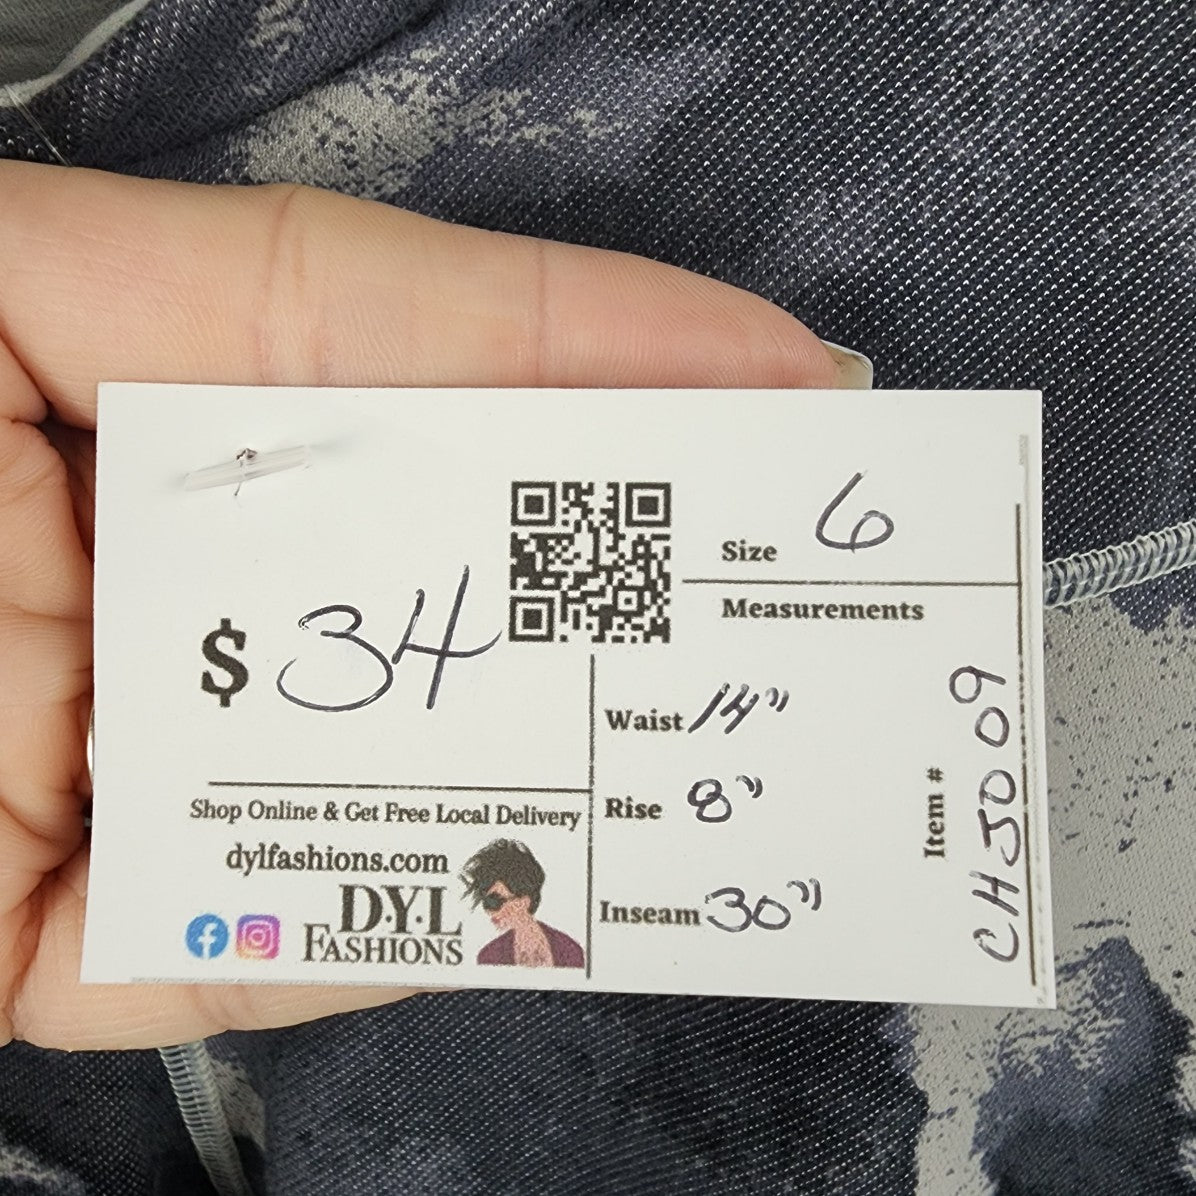 $ 34
Shop Online & Get Free Local Delivery
dylfashions.com
D.Y.L
FASHIONS
Size 6
Measurements
Waist 14"
Rise 8"
Inseam 30"
Item # CHJ009